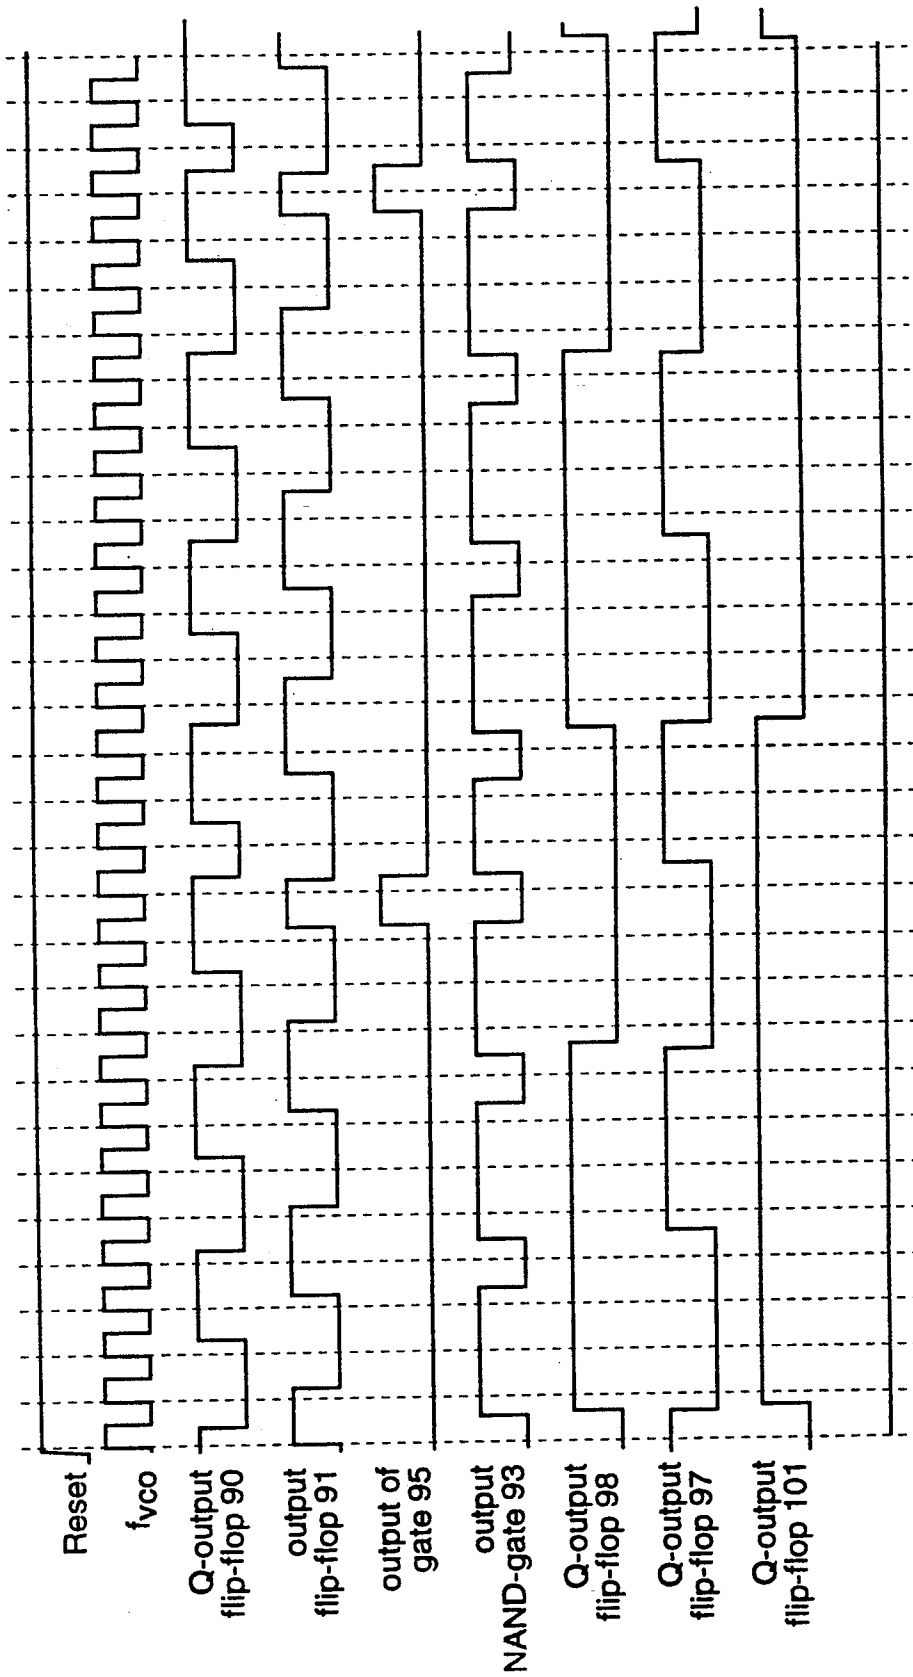 Reset
fVCO
Q-output
flip-flop 90
output
flip-flop 91
output of
gate 95
output
NAND-gate 93
Q-output
flip-flop 98
Q-output
flip-flop 97
Q-output
flip-flop 101